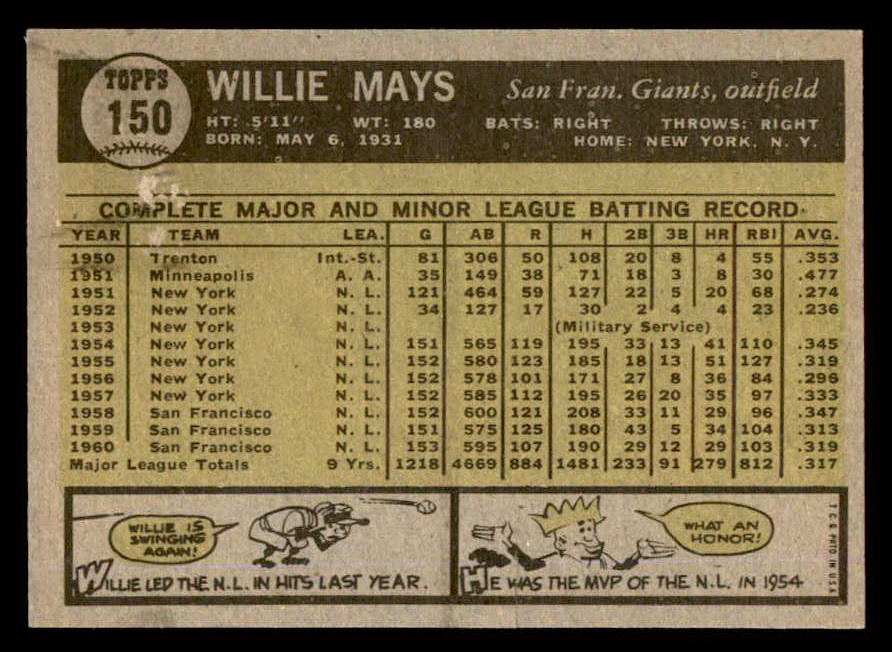 TOPPS
150
WILLIE MAYS San Fran. Giants, outfield
HT: 5'11" WT: 180 BATS: RIGHT THROWS: RIGHT
BORN: MAY 6, 1931 HOME: NEW YORK, N. Y.
COMPLETE MAJOR AND MINOR LEAGUE BATTING RECORD
YEAR TEAM LEA. G AB R H 2B 3B HR RBI AVG.
1950 Trenton Int.-St. 81 306 50 108 20 8 4 55 .353
1951 Minneapolis A. A. 35 149 38 71 18 3 8 30 .477
1951 New York N. L. 121 464 59 127 22 5 20 68 .274
1952 New York N. L. 34 127 17 30 2 4 4 23 .236
1953 New York N. L. (Military Service)
1954 New York N. L. 151 565 119 195 33 13 41 110 .345
1955 New York N. L. 152 580 123 185 18 13 51 127 .319
1956 New York N. L. 152 578 101 171 27 8 36 84 .296
1957 New York N. L. 152 585 112 195 26 20 35 97 .333
1958 San Francisco N. L. 152 600 121 208 33 11 29 96 .347
1959 San Francisco N. L. 151 575 125 180 43 5 34 104 .313
1960 San Francisco N. L. 153 595 107 190 29 12 29 103 .319
Major League Totals 9 Yrs. 1218 4669 884 1481 233 91 279 812 .317
WILLIE IS
SWINGING
AGAIN!
WILLIE LED THE N.L. IN HITS LAST YEAR.
WHAT AN
HONOR!
HE WAS THE MVP OF THE N.L. IN 1954
T.C.G. PRTD. IN U.S.A.